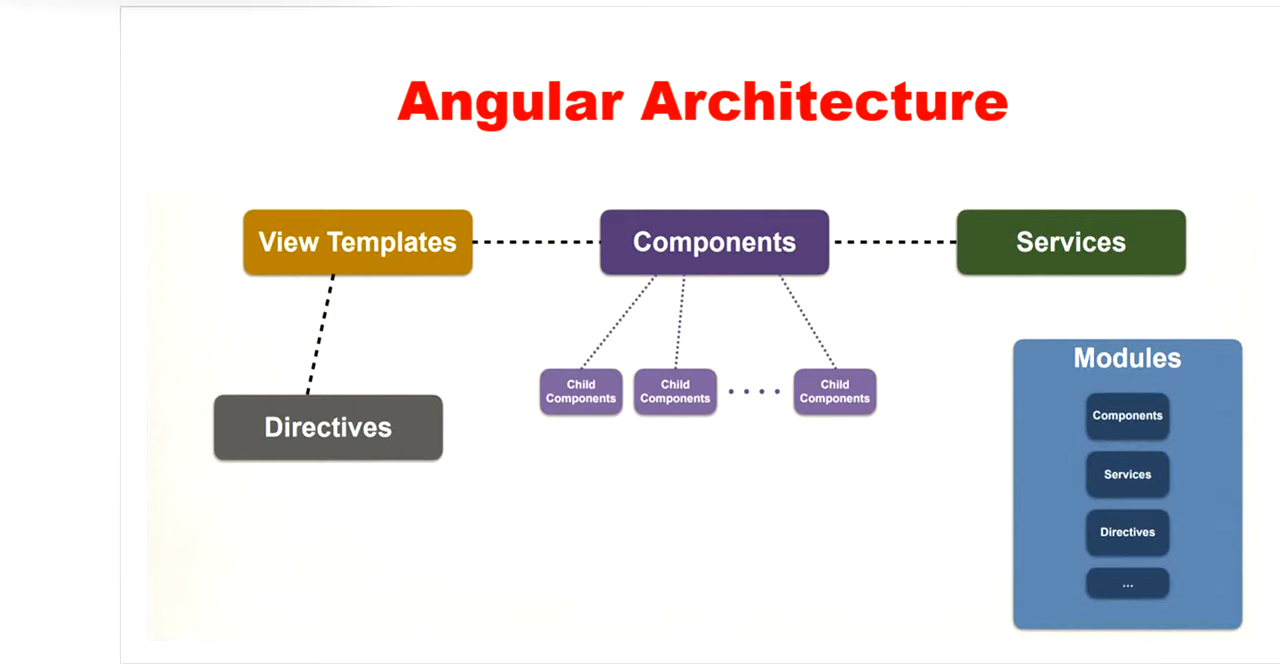 Angular Architecture
View Templates
Components
Services
Directives
Child
Components
Child
Components
. . . .
Child
Components
Modules
Components
Services
Directives
...